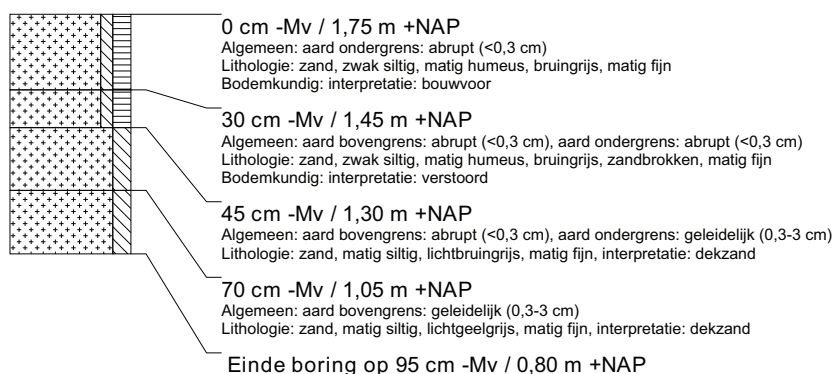 0 cm -Mv / 1,75 m +NAP
Algemeen: aard ondergrens: abrupt (<0,3 cm)
Lithologie: zand, zwak siltig, matig humeus, bruingrijs, matig fijn
Bodemkundig: interpretatie: bouwvoor
30 cm -Mv / 1,45 m +NAP
Algemeen: aard bovengrens: abrupt (<0,3 cm), aard ondergrens: abrupt (<0,3 cm)
Lithologie: zand, zwak siltig, matig humeus, bruingrijs, zandbrokken, matig fijn
Bodemkundig: interpretatie: verstoord
45 cm -Mv / 1,30 m +NAP
Algemeen: aard bovengrens: abrupt (<0,3 cm), aard ondergrens: geleidelijk (0,3-3 cm)
Lithologie: zand, matig siltig, lichtbruingrijs, matig fijn, interpretatie: dekzand
70 cm -Mv / 1,05 m +NAP
Algemeen: aard bovengrens: geleidelijk (0,3-3 cm)
Lithologie: zand, matig siltig, lichtgeelgrijs, matig fijn, interpretatie: dekzand
Einde boring op 95 cm -Mv / 0,80 m +NAP